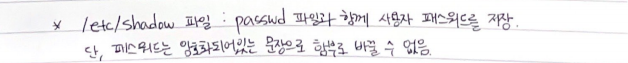 * /etc/shadow 파일 : passwd 파일과 함께 사용자 패스워드를 저장.
단, 패스워드는 암호화되어있는 문장으로 함부로 바꿀 수 없음.